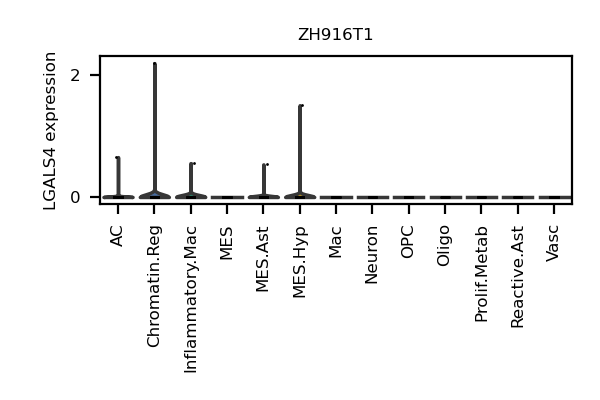 ZH916T1
LGALS4 expression
2
0
AC
Chromatin.Reg
Inflammatory.Mac
MES
MES.Ast
MES.Hyp
Mac
Neuron
OPC
Oligo
Prolif.Metab
Reactive.Ast
Vasc